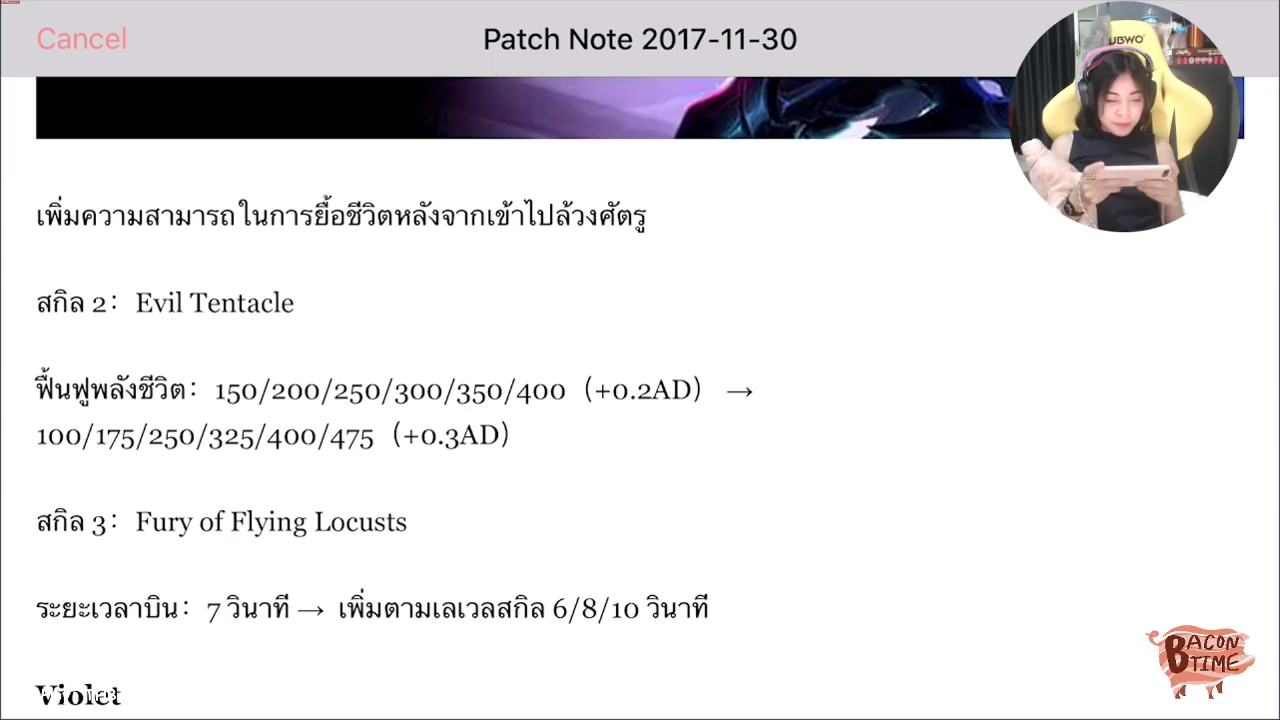 Cancel
Patch Note 2017-11-30
เพิ่มความสามารถในการยื้อชีวิตหลังจากเข้าไปล้วงศัตรู
สกิล 2： Evil Tentacle
ฟื้นฟูพลังชีวิต： 150/200/250/300/350/400（+0.2AD） →
100/175/250/325/400/475（+0.3AD）
สกิล 3： Fury of Flying Locusts
ระยะเวลาบิน： 7 วินาที → เพิ่มตามเลเวลสกิล 6/8/10 วินาที
Violet
BACON
TIME